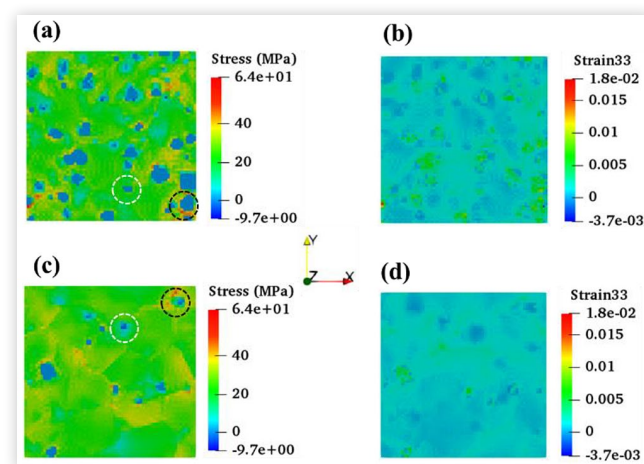 (a)
Stress (MPa)
6.4e+01
40
20
0
-9.7e+00
(b)
Strain33
1.8e-02
0.015
0.01
0.005
0
-3.7e-03
Y
Z
X
(c)
Stress (MPa)
6.4e+01
40
20
0
-9.7e+00
(d)
Strain33
1.8e-02
0.015
0.01
0.005
0
-3.7e-03